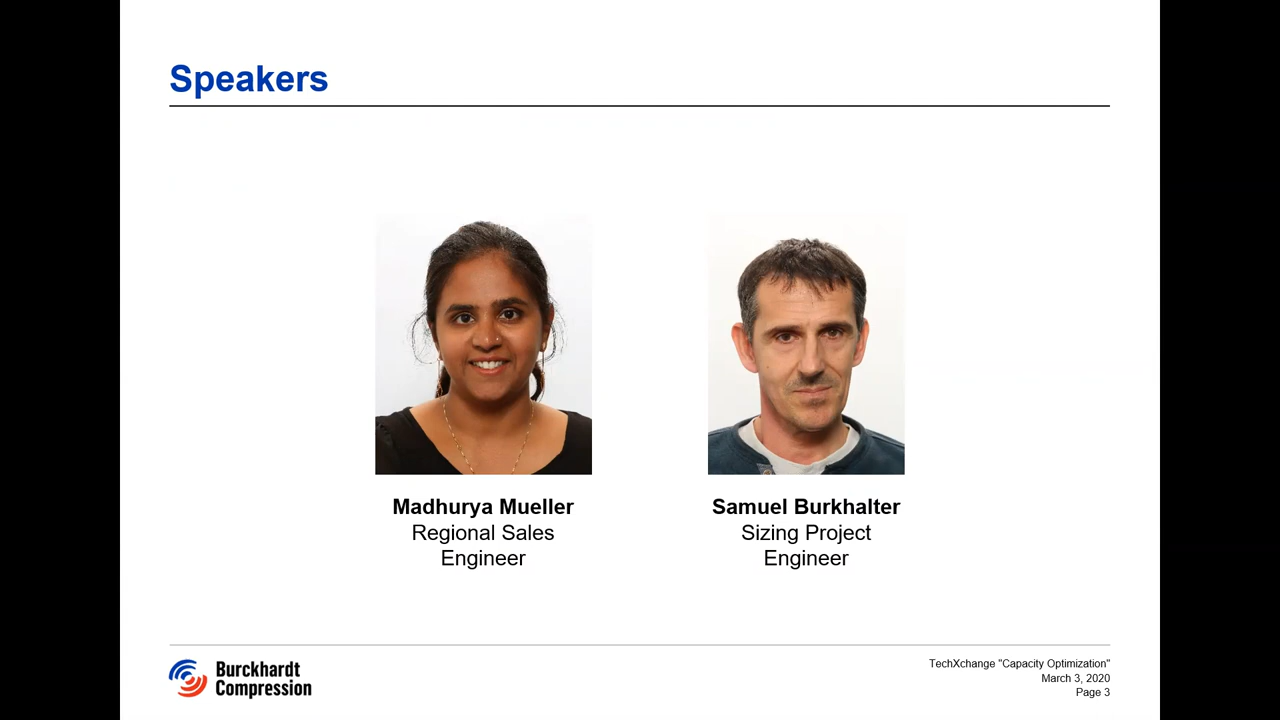 Speakers
Madhurya Mueller
Regional Sales
Engineer
Samuel Burkhalter
Sizing Project
Engineer
Burckhardt
Compression
TechXchange "Capacity Optimization"
March 3, 2020
Page 3